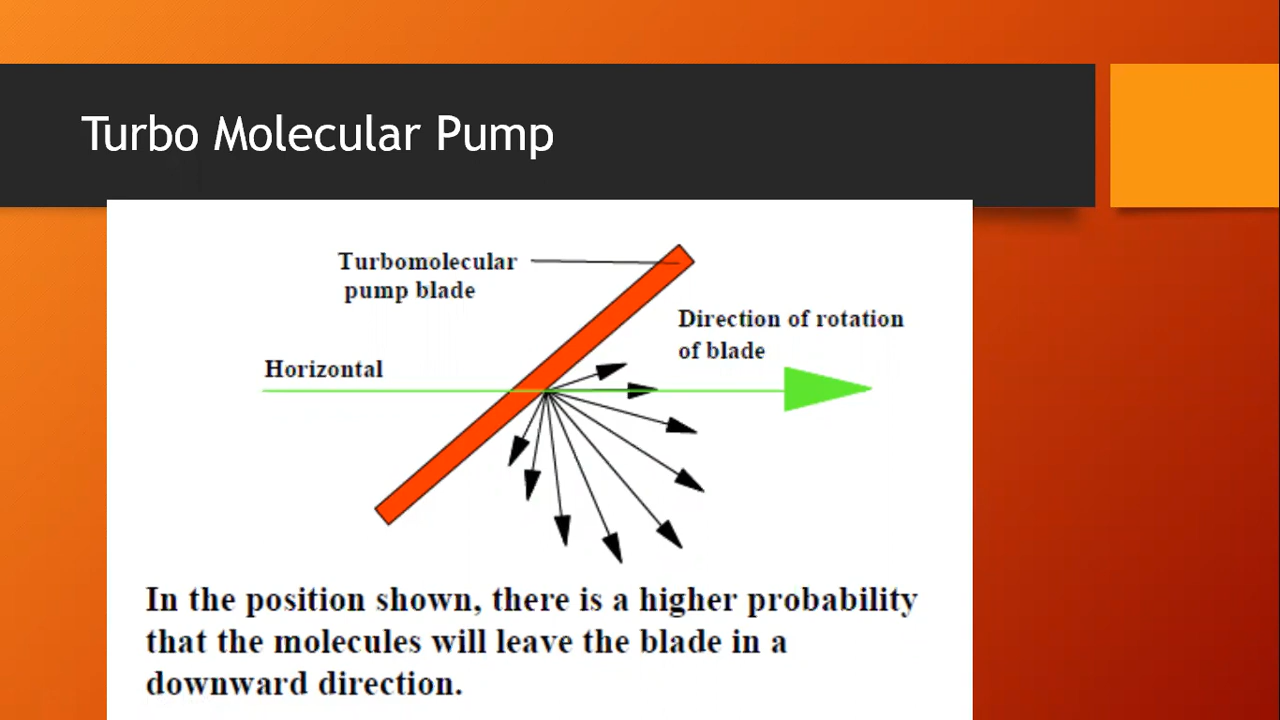 Turbo Molecular Pump
Turbomolecular
pump blade
Direction of rotation
of blade
Horizontal
In the position shown, there is a higher probability
that the molecules will leave the blade in a
downward direction.